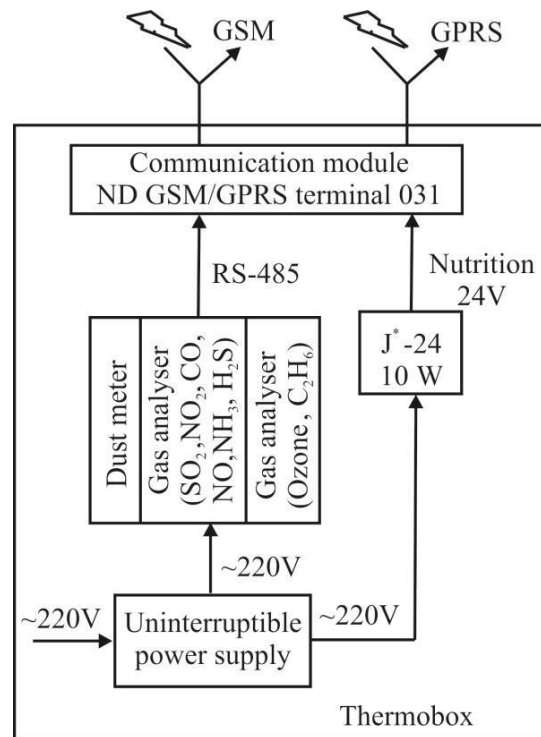 GSM
GPRS
Communication module
ND GSM/GPRS terminal 031
RS-485
Nutrition
24V
J*-24
10 W
Dust meter
Gas analyser
(SO₂,NO₂,CO,
NO,NH₃, H₂S)
Gas analyser
(Ozone, C₂H₆)
~220V
~220V
Uninterruptible
power supply
~220V
Thermobox